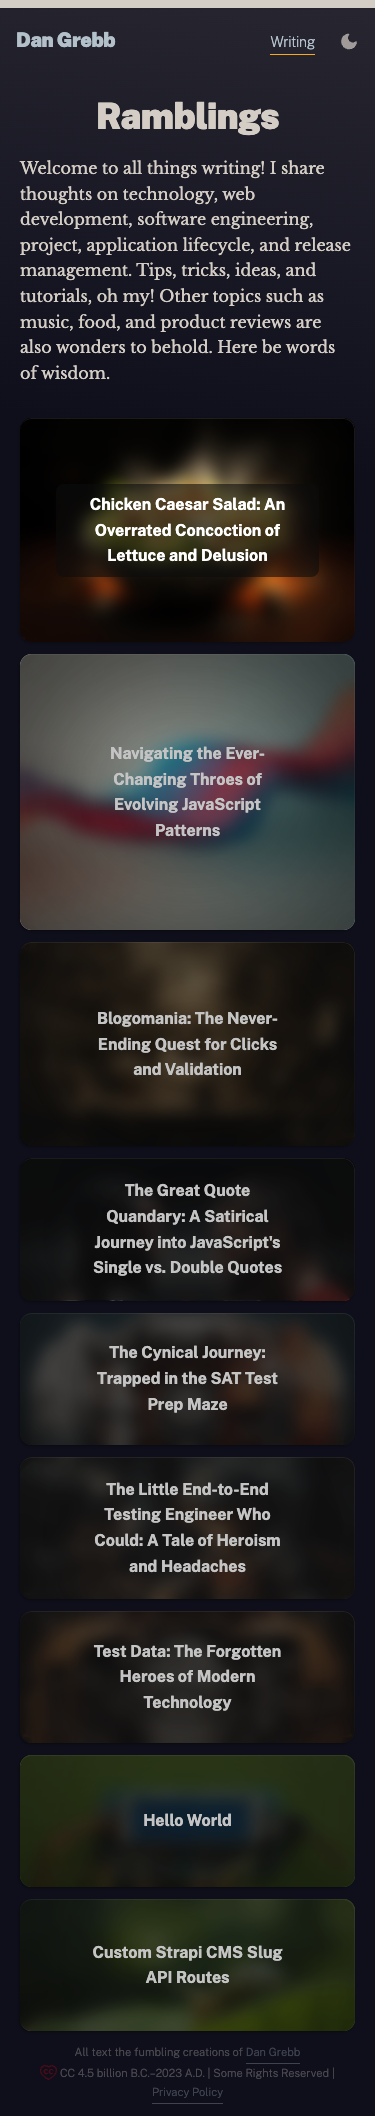 Dan Grebb
Writing
Ramblings
Welcome to all things writing! I share
thoughts on technology, web
development, software engineering,
project, application lifecycle, and release
management. Tips, tricks, ideas, and
tutorials, oh my! Other topics such as
music, food, and product reviews are
also wonders to behold. Here be words
of wisdom.
Chicken Caesar Salad: An
Overrated Concoction of
Lettuce and Delusion
Navigating the Ever-
Changing Throes of
Evolving JavaScript
Patterns
Blogomania: The Never-
Ending Quest for Clicks
and Validation
The Great Quote
Quandary: A Satirical
Journey into JavaScript's
Single vs. Double Quotes
The Cynical Journey:
Trapped in the SAT Test
Prep Maze
The Little End-to-End
Testing Engineer Who
Could: A Tale of Heroism
and Headaches
Test Data: The Forgotten
Heroes of Modern
Technology
Hello World
Custom Strapi CMS Slug
API Routes
All text the fumbling creations of Dan Grebb
CC 4.5 billion B.C.–2023 A.D. | Some Rights Reserved |
Privacy Policy